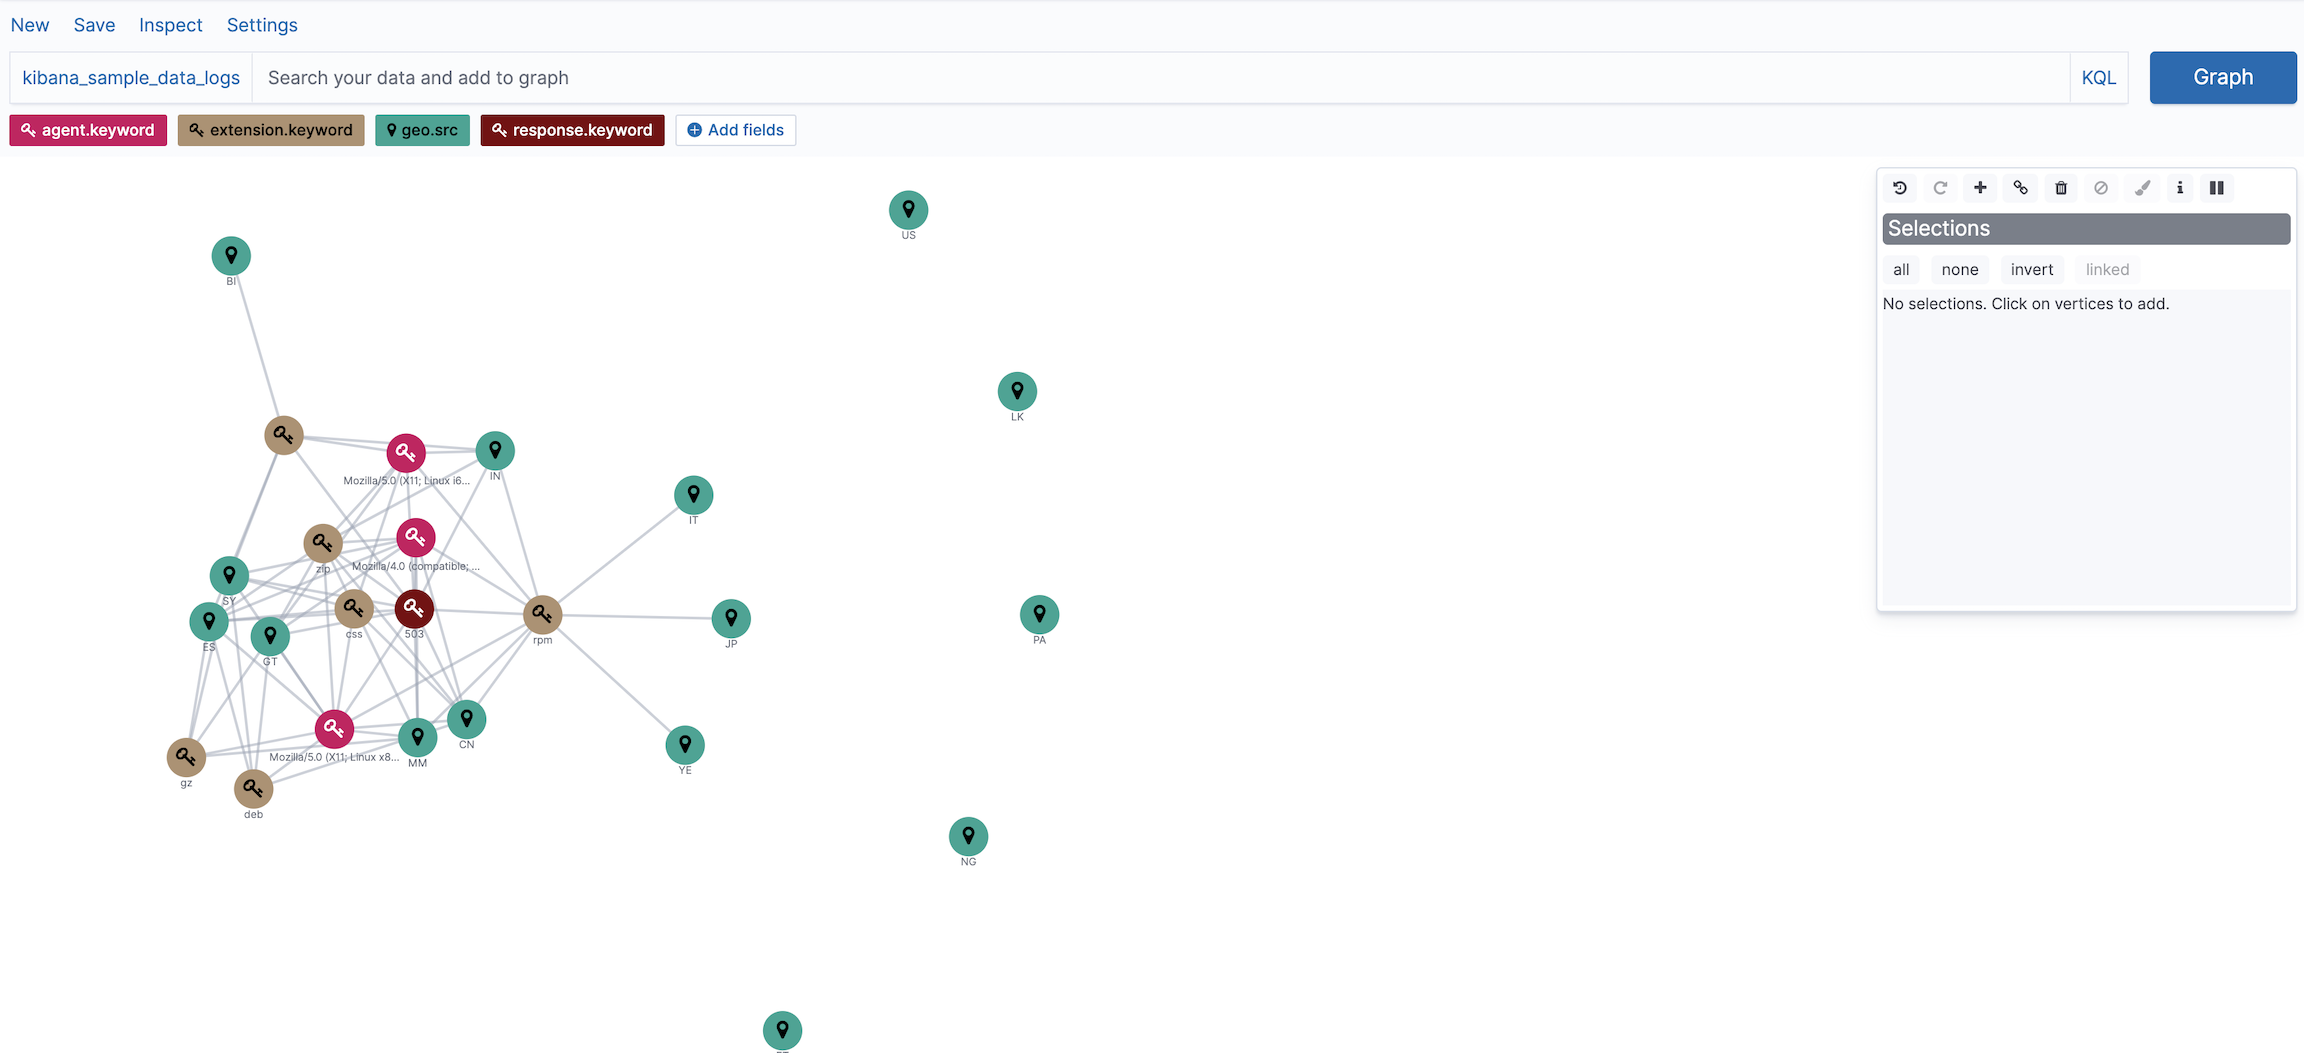 New Save Inspect Settings
kibana_sample_data_logs Search your data and add to graph KQL Graph
agent.keyword extension.keyword geo.src response.keyword Add fields
Selections
all none invert linked
No selections. Click on vertices to add.
US
BI
LK
Mozilla/5.0 (X11; Linux i6...
IN
IT
zip
Mozilla/4.0 (compatible; ...
SY
css
503
rpm
ES
GT
JP
PA
CN
Mozilla/5.0 (X11; Linux x8...
MM
YE
gz
deb
NG